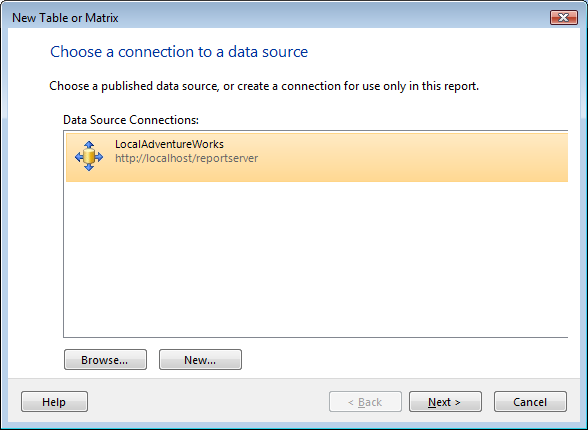 New Table or Matrix
Choose a connection to a data source
Choose a published data source, or create a connection for use only in this report.
Data Source Connections:
LocalAdventureWorks
http://localhost/reportserver
Browse... New...
Help < Back Next > Cancel